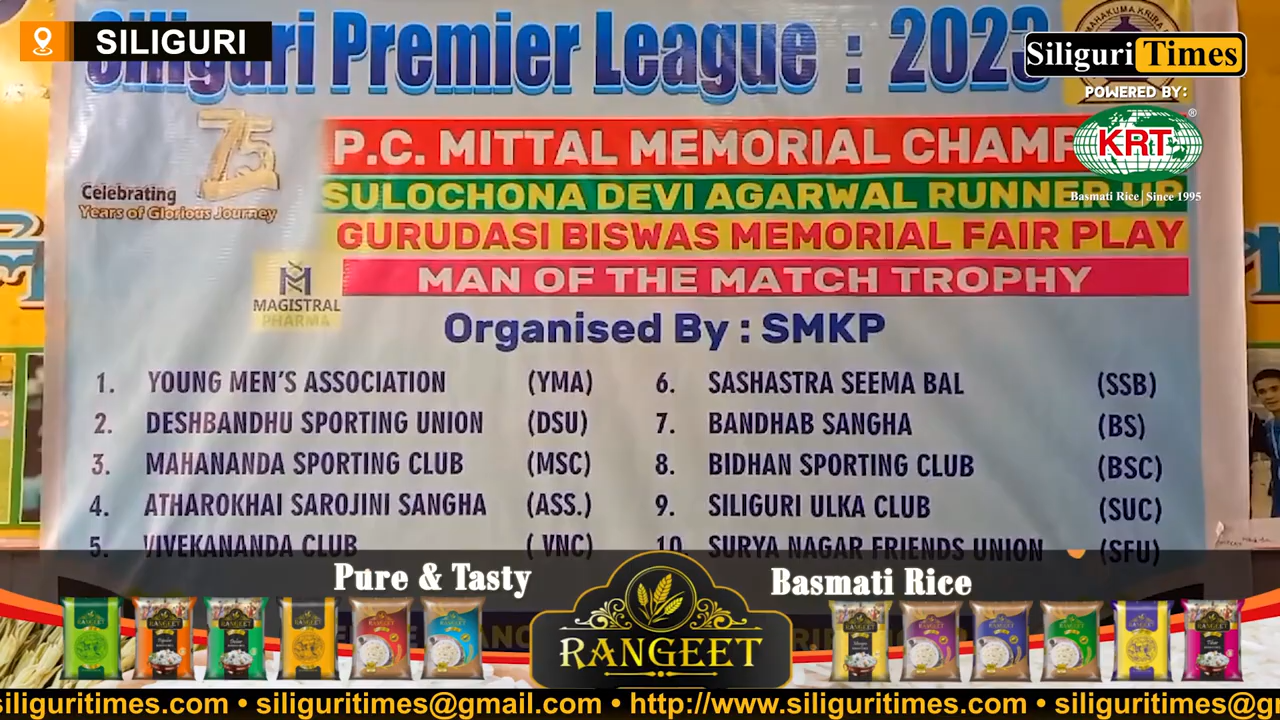 SILIGURI
Siliguri Premier League : 2023
Siliguri Times
POWERED BY:
KRT
Basmati Rice | Since 1995
75
Celebrating
Years of Glorious Journey
P.C. MITTAL MEMORIAL
SULOCHONA DEVI AGARWAL
GURUDASI BISWAS MEMORIAL FAIR PLAY
MAN OF THE MATCH TROPHY
MAGISTRAL
PHARMA
Organised By : SMKP
1. YOUNG MEN'S ASSOCIATION (YMA)
2. DESHBANDHU SPORTING UNION (DSU)
3. MAHANANDA SPORTING CLUB (MSC)
4. ATHAROKHAI SAROJINI SANGHA (ASS.)
5. VIVEKANANDA CLUB ( VNC)
6. SASHASTRA SEEMA BAL (SSB)
7. BANDHAB SANGHA (BS)
8. BIDHAN SPORTING CLUB (BSC)
9. SILIGURI ULKA CLUB (SUC)
10. SURYA NAGAR FRIENDS UNION (SFU)
Pure & Tasty
Basmati Rice
RANGEET
siliguritimes.com • siliguritimes@gmail.com • http://www.siliguritimes.com • siliguritimes@g